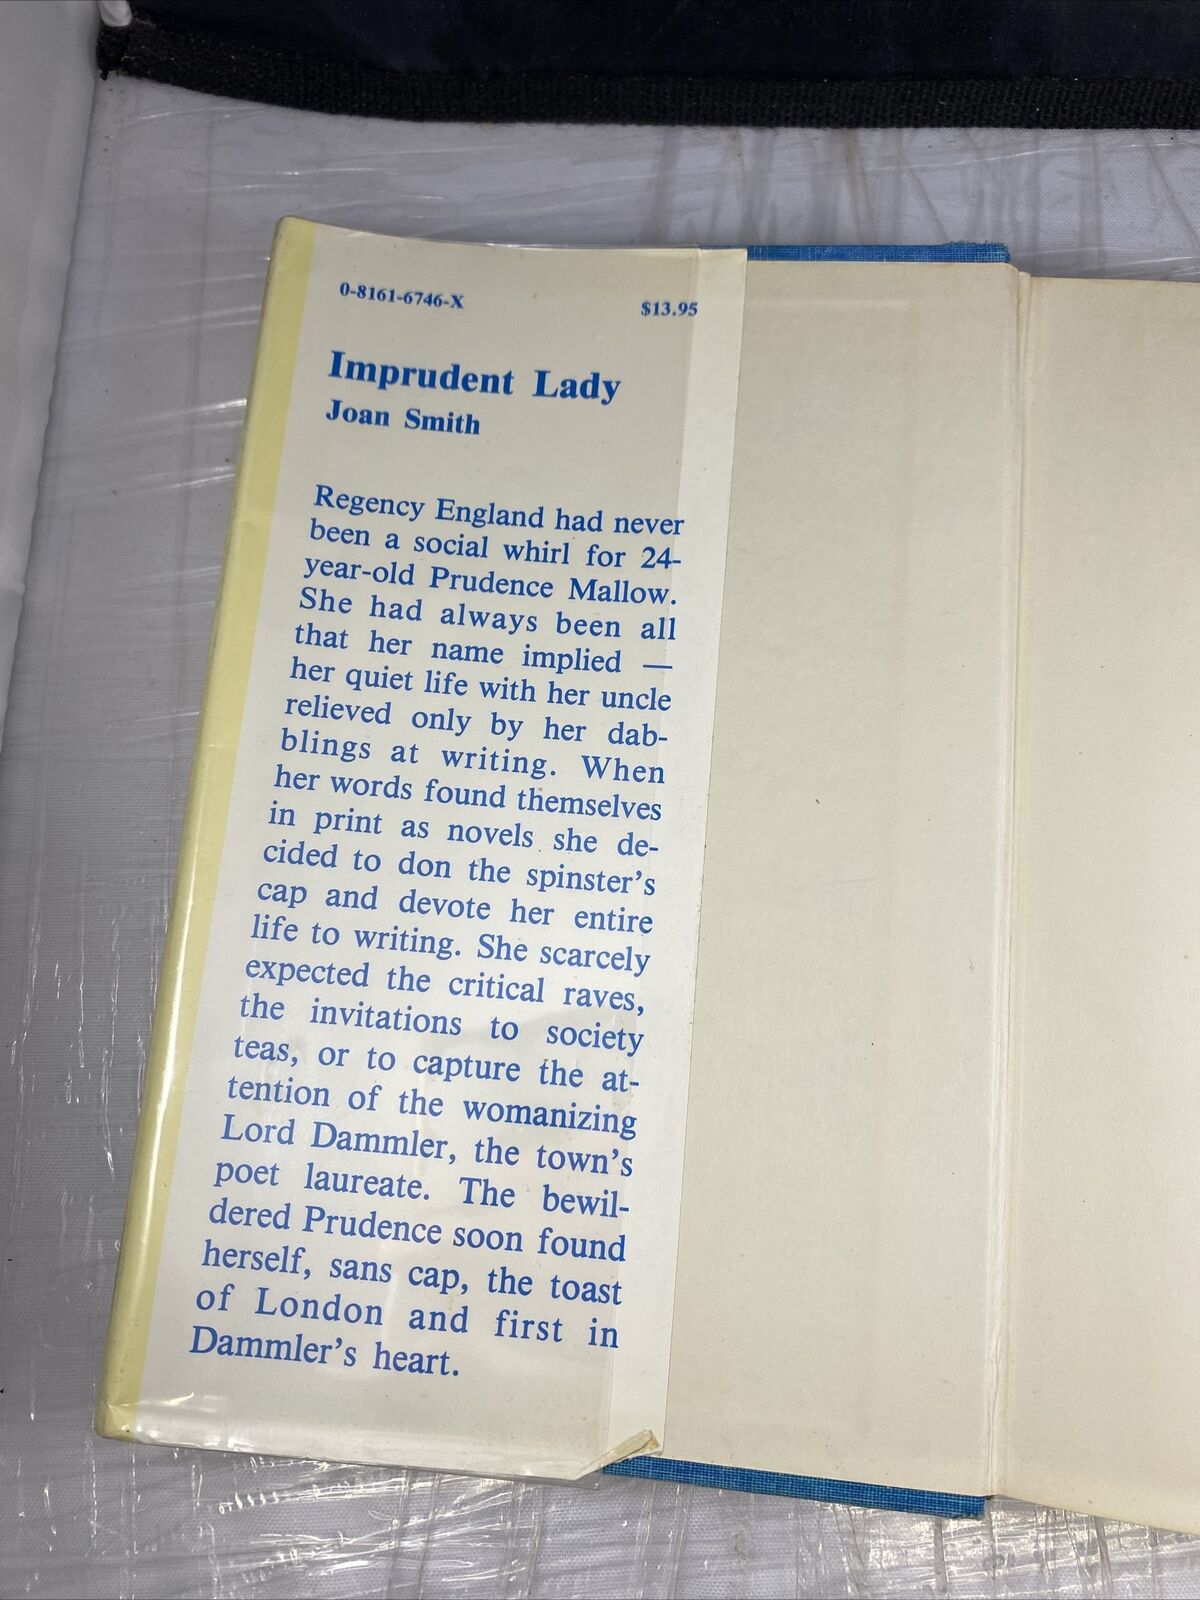 0-8161-6746-X
$13.95
Imprudent Lady
Joan Smith
Regency England had never
been a social whirl for 24-
year-old Prudence Mallow.
She had always been all
that her name implied —
her quiet life with her uncle
relieved only by her dab-
blings at writing. When
her words found themselves
in print as novels she de-
cided to don the spinster's
cap and devote her entire
life to writing. She scarcely
expected the critical raves,
the invitations to society
teas, or to capture the at-
tention of the womanizing
Lord Dammler, the town's
poet laureate. The bewil-
dered Prudence soon found
herself, sans cap, the toast
of London and first in
Dammler's heart.